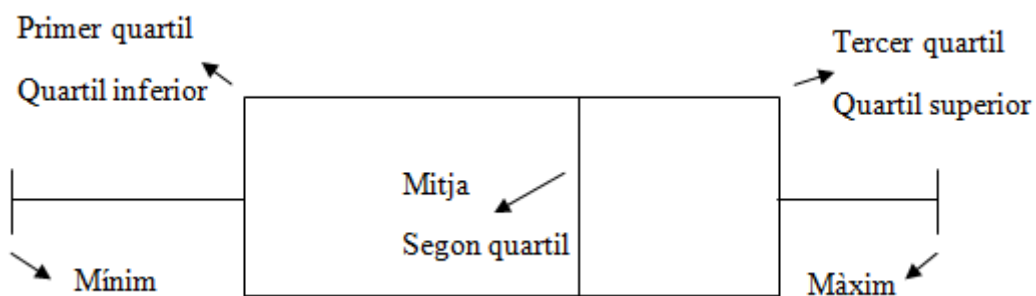 Primer quartil
Quartil inferior
Tercer quartil
Quartil superior
Mitja
Segon quartil
Mínim
Màxim